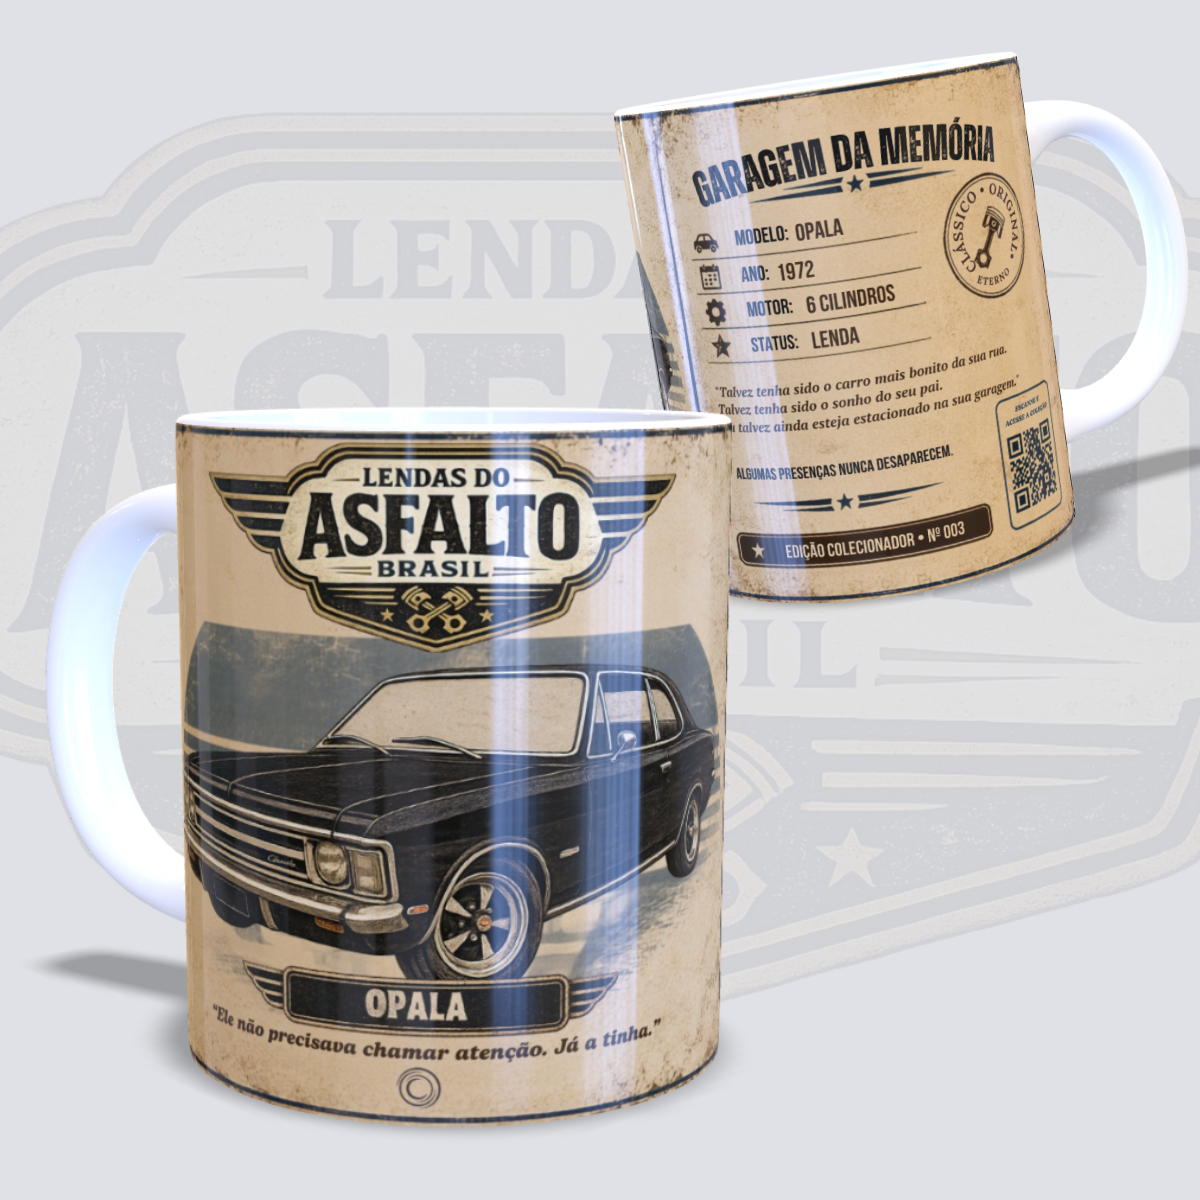 LENDAS DO
ASFALTO
BRASIL
OPALA
"Ele não precisava chamar atenção. Já a tinha."
GARAGEM DA MEMÓRIA
MODELO: OPALA
ANO: 1972
MOTOR: 6 CILINDROS
STATUS: LENDA
CLÁSSICO • ORIGINAL •
ETERNO
"Talvez tenha sido o carro mais bonito da sua rua.
Talvez tenha sido o sonho do seu pai.
talvez ainda esteja estacionado na sua garagem."
ALGUMAS PRESENÇAS NUNCA DESAPARECEM.
ESCANEIE E
ACESSE A COLEÇÃO
EDIÇÃO COLECIONADOR • Nº 003